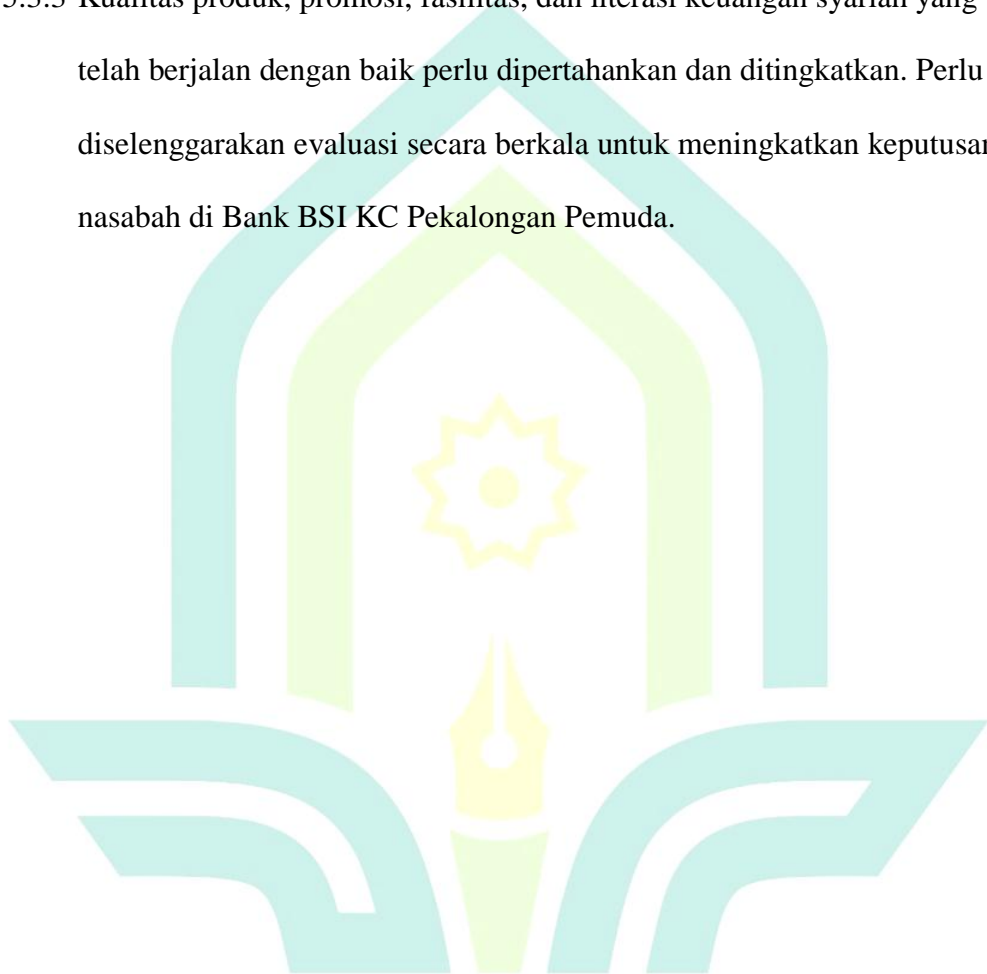 5.3.3 Kualitas produk, promosi, fasilitas, dan literasi keuangan syariah yang
telah berjalan dengan baik perlu dipertahankan dan ditingkatkan. Perlu
diselenggarakan evaluasi secara berkala untuk meningkatkan keputusan
nasabah di Bank BSI KC Pekalongan Pemuda.